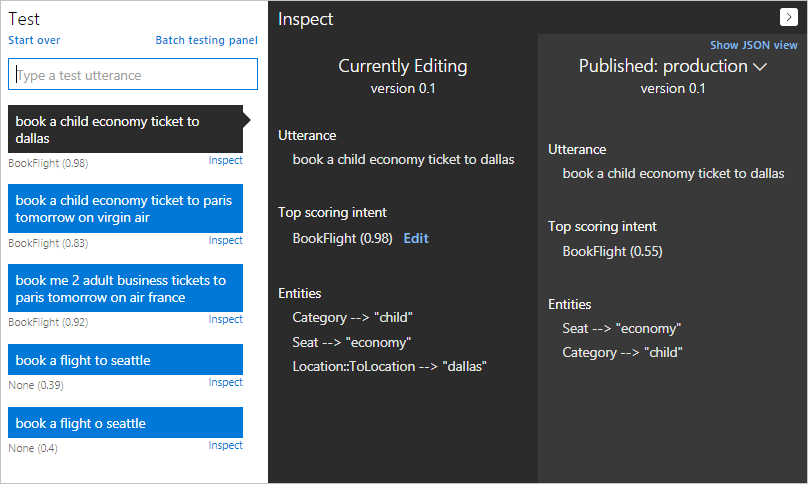 Test
Start over
Batch testing panel
Type a test utterance
book a child economy ticket to
dallas
BookFlight (0.98)
Inspect
book a child economy ticket to paris
tomorrow on virgin air
BookFlight (0.83)
Inspect
book me 2 adult business tickets to
paris tomorrow on air france
BookFlight (0.92)
Inspect
book a flight to seattle
None (0.39)
Inspect
book a flight o seattle
None (0.4)
Inspect
Inspect
Currently Editing
version 0.1
Utterance
book a child economy ticket to dallas
Top scoring intent
BookFlight (0.98) Edit
Entities
Category --> "child"
Seat --> "economy"
Location::ToLocation --> "dallas"
Show JSON view
Published: production
version 0.1
Utterance
book a child economy ticket to dallas
Top scoring intent
BookFlight (0.55)
Entities
Seat --> "economy"
Category --> "child"